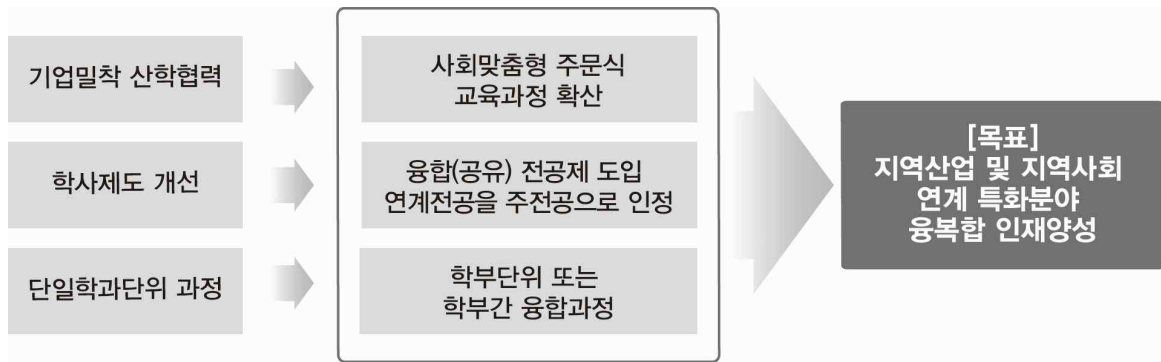 기업밀착 산학협력
사회맞춤형 주문식
교육과정 확산
학사제도 개선
융합(공유) 전공제 도입
연계전공을 주전공으로 인정
단일학과단위 과정
학부단위 또는
학부간 융합과정
[목표]
지역산업 및 지역사회
연계 특화분야
융복합 인재양성